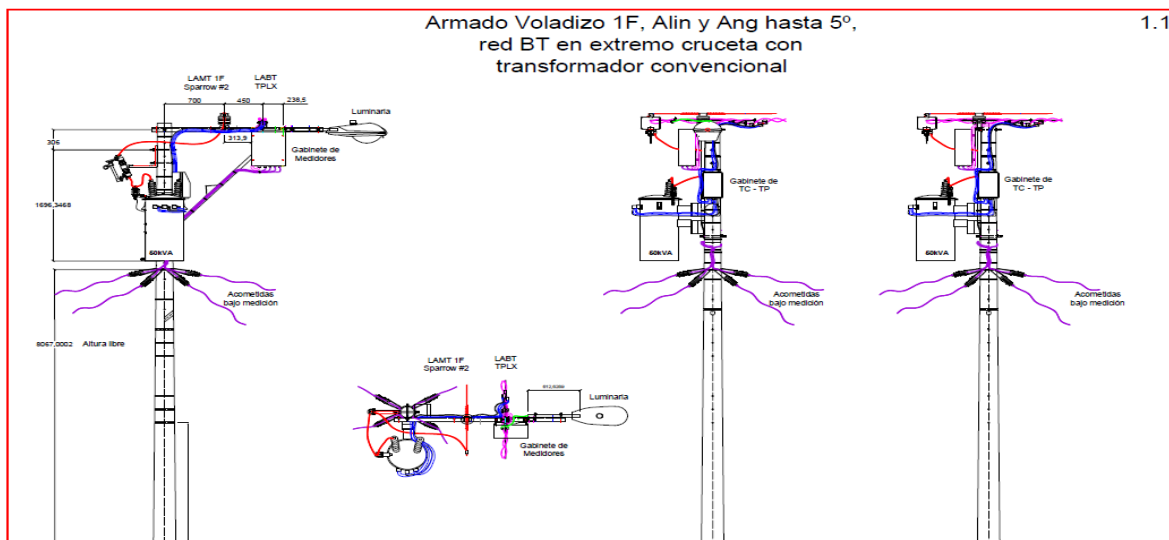 Armado Voladizo 1F, Alin y Ang hasta 5º,
red BT en extremo cruceta con
transformador convencional
1.1
LAMT 1F
Sparrow #2
LABT
TPLX
700
450
238,5
Luminaria
313,9
306
Gabinete de
Medidores
1696,3468
50kVA
Acometidas
bajo medición
8067,0002
Altura libre
LAMT 1F
Sparrow #2
LABT
TPLX
Luminaria
Gabinete de
Medidores
Gabinete de
TC - TP
50kVA
Acometidas
bajo medición
Gabinete de
TC - TP
50kVA
Acometidas
bajo medición